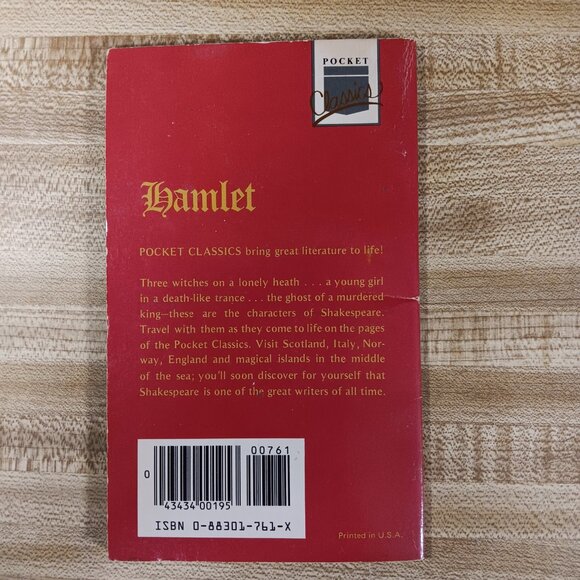 POCKET
Classics
Hamlet
POCKET CLASSICS bring great literature to life!
Three witches on a lonely heath . . . a young girl
in a death-like trance . . . the ghost of a murdered
king—these are the characters of Shakespeare.
Travel with them as they come to life on the pages
of the Pocket Classics. Visit Scotland, Italy, Nor-
way, England and magical islands in the middle
of the sea; you'll soon discover for yourself that
Shakespeare is one of the great writers of all time.
00761
0
43434 00195
ISBN 0-88301-761-X
Printed in U.S.A.